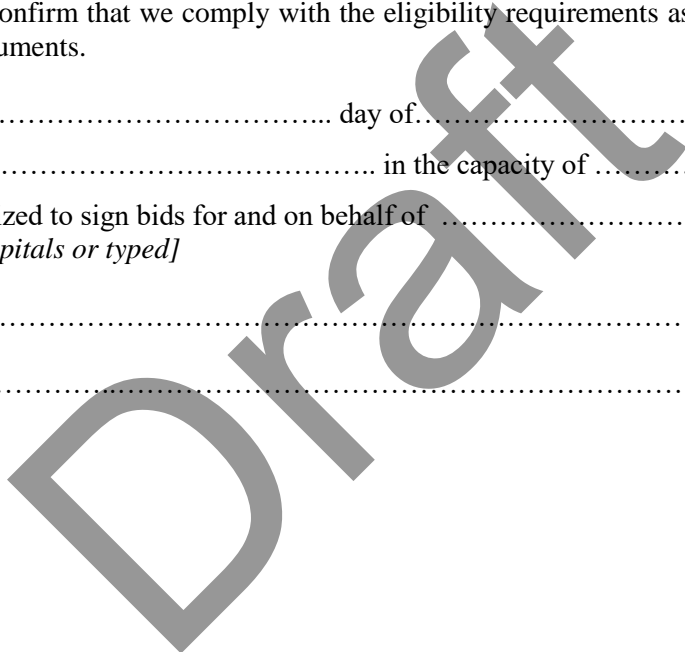 onfirm that we comply with the eligibility requirements as
uments.
…………………………….. day of……………………………
………………………………….. in the capacity of ………
ized to sign bids for and on behalf of ………………………
pitals or typed]
……………………………………………………………………
…………..………………………………………………………
Draft